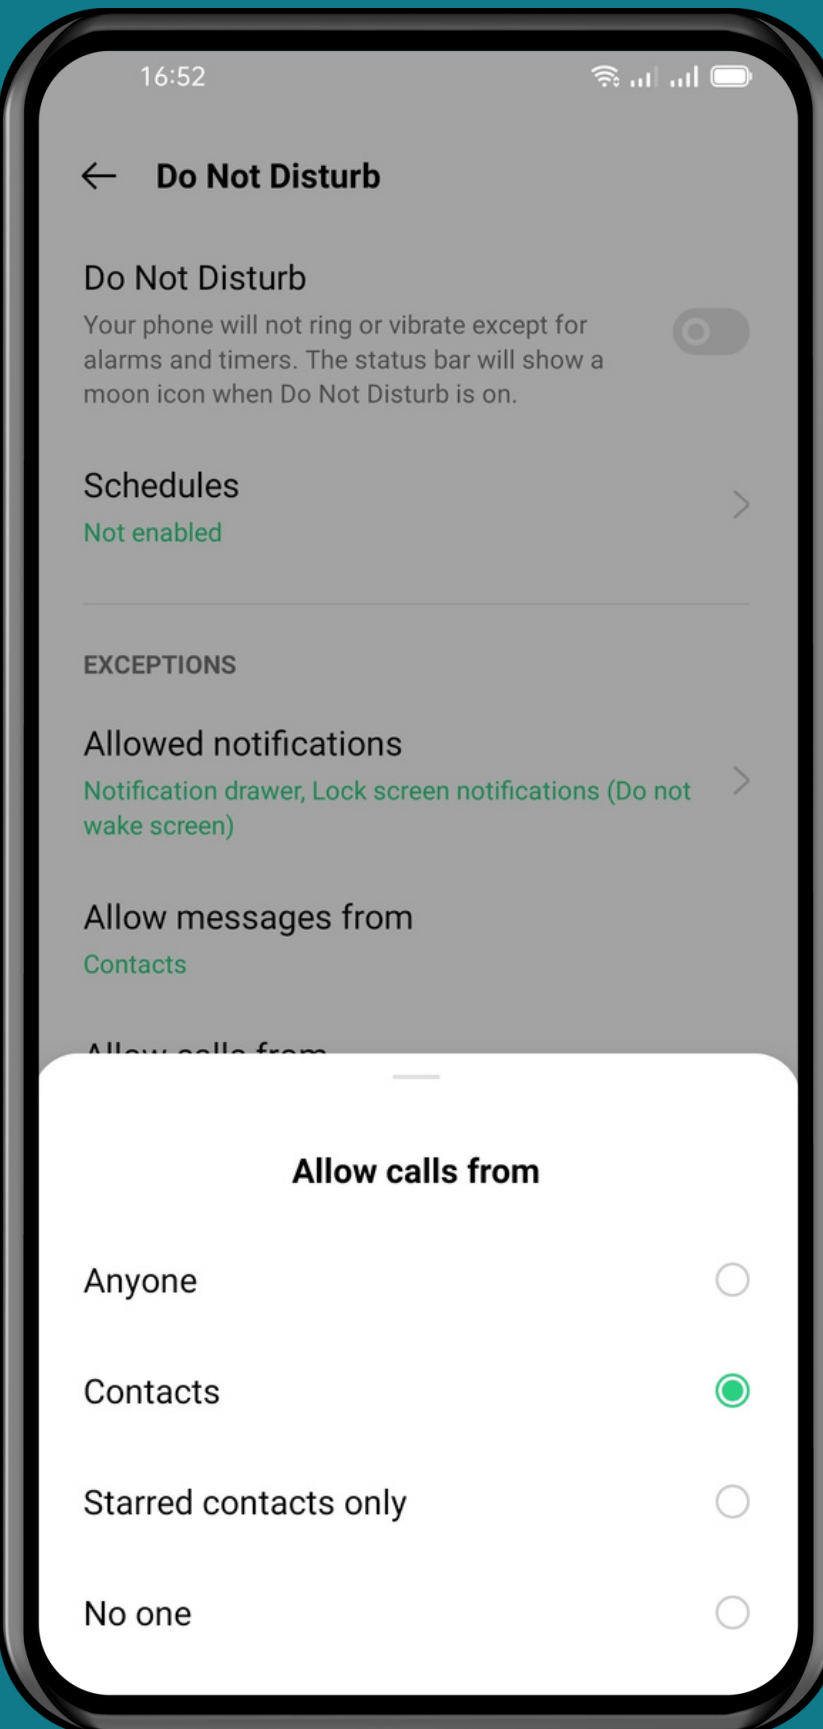 16:52
Do Not Disturb
Do Not Disturb
Your phone will not ring or vibrate except for
alarms and timers. The status bar will show a
moon icon when Do Not Disturb is on.
Schedules
Not enabled
EXCEPTIONS
Allowed notifications
Notification drawer, Lock screen notifications (Do not
wake screen)
Allow messages from
Contacts
Allow calls from
Allow calls from
Anyone
Contacts
Starred contacts only
No one